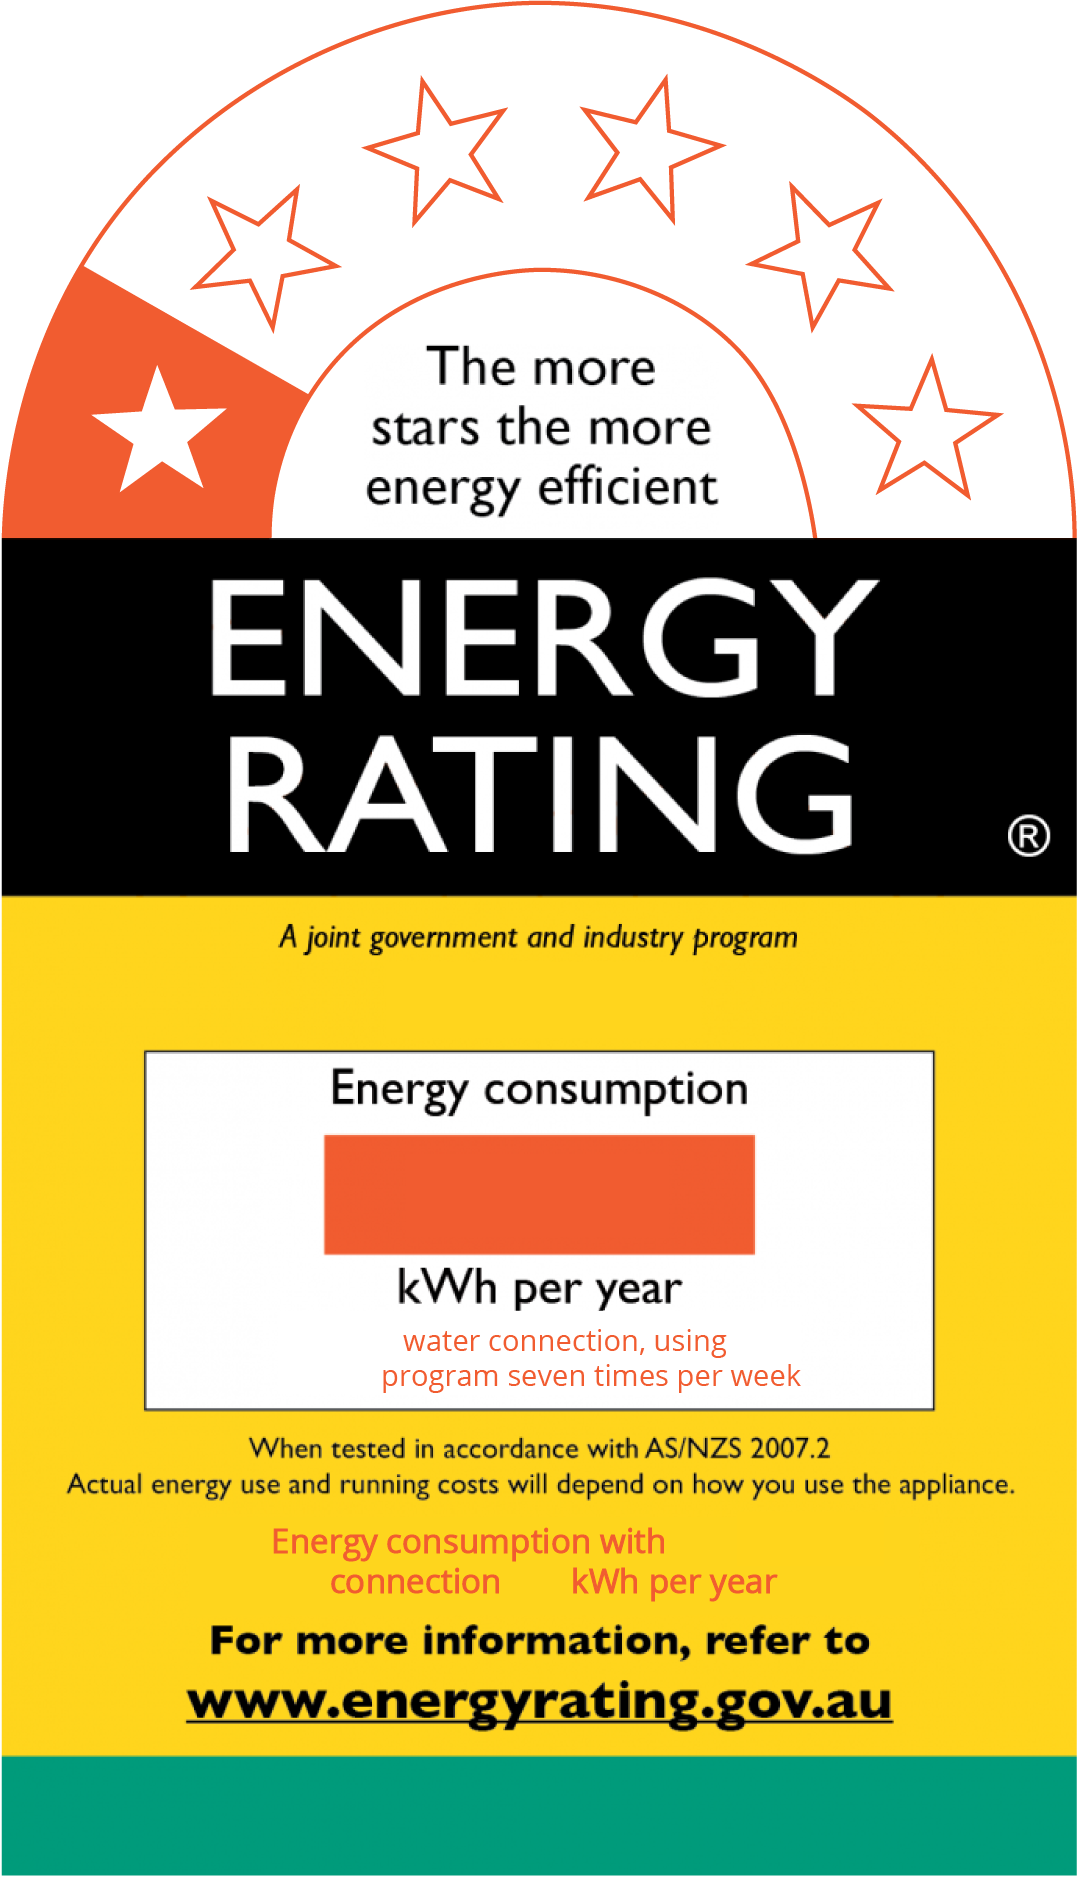 The more
stars the more
energy efficient
ENERGY
RATING
®
A joint government and industry program
Energy consumption
kWh per year
water connection, using
program seven times per week
When tested in accordance with AS/NZS 2007.2
Actual energy use and running costs will depend on how you use the appliance.
Energy consumption with
connection kWh per year
For more information, refer to
www.energyrating.gov.au